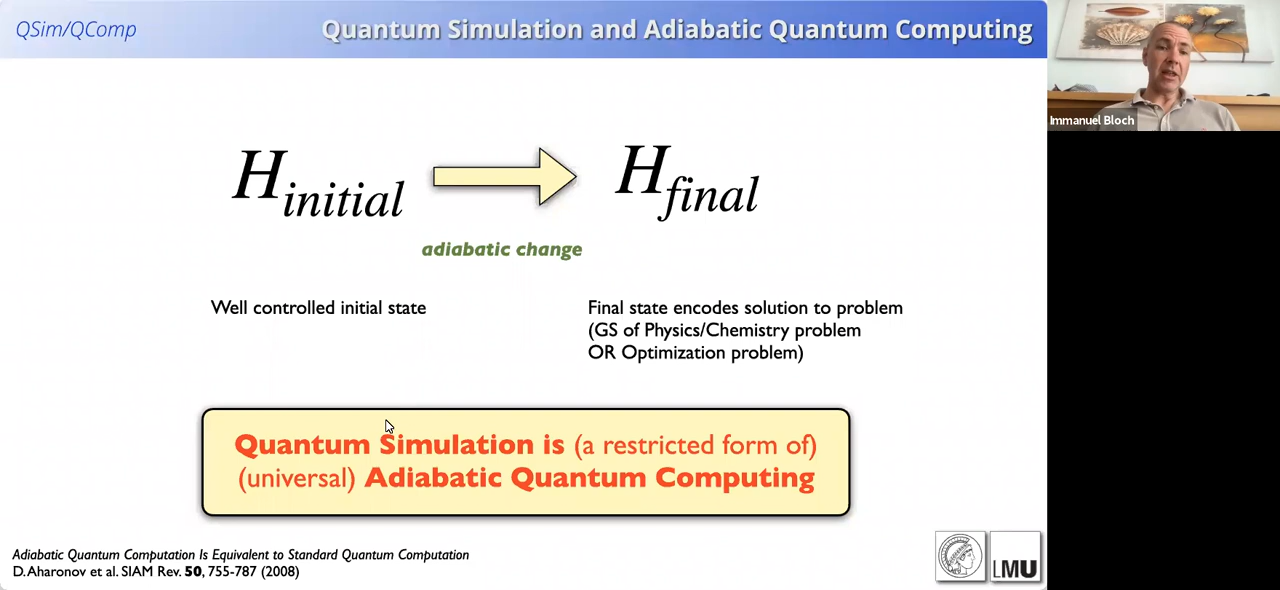 QSim/QComp
Quantum Simulation and Adiabatic Quantum Computing
Immanuel Bloch
H_initial
H_final
adiabatic change
Well controlled initial state
Final state encodes solution to problem
(GS of Physics/Chemistry problem
OR Optimization problem)
Quantum Simulation is (a restricted form of)
(universal) Adiabatic Quantum Computing
Adiabatic Quantum Computation Is Equivalent to Standard Quantum Computation
D. Aharonov et al. SIAM Rev. 50, 755-787 (2008)
LMU